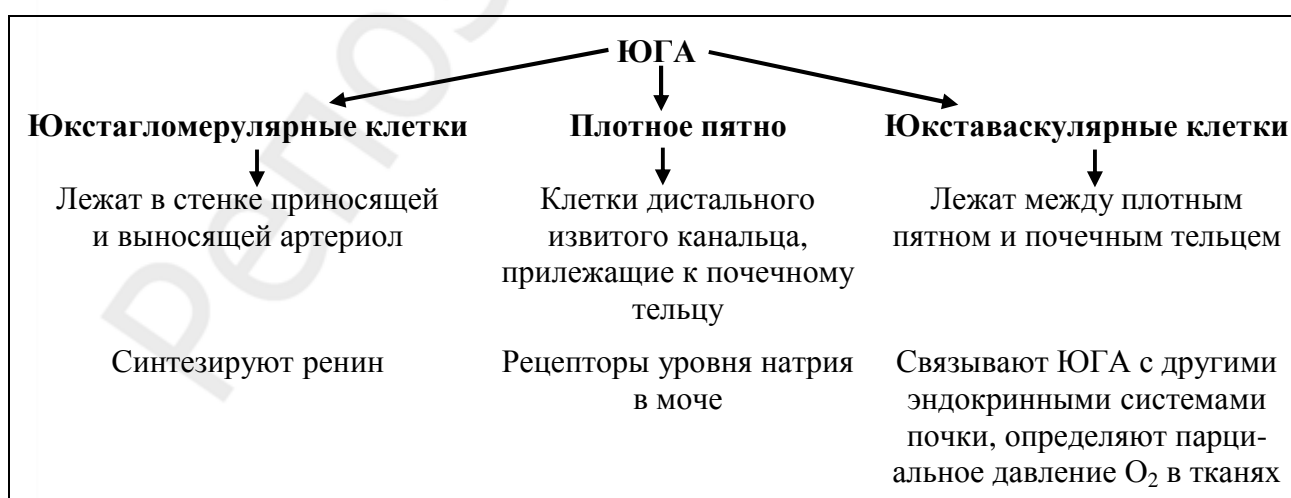 ЮГА
Юкстагломерулярные клетки
Лежат в стенке приносящей
и выносящей артериол
Синтезируют ренин
Плотное пятно
Клетки дистального
извитого канальца,
прилежащие к почечному
тельцу
Рецепторы уровня натрия
в моче
Юкставаскулярные клетки
Лежат между плотным
пятном и почечным тельцем
Связывают ЮГА с другими
эндокринными системами
почки, определяют парци-
альное давление O₂ в тканях